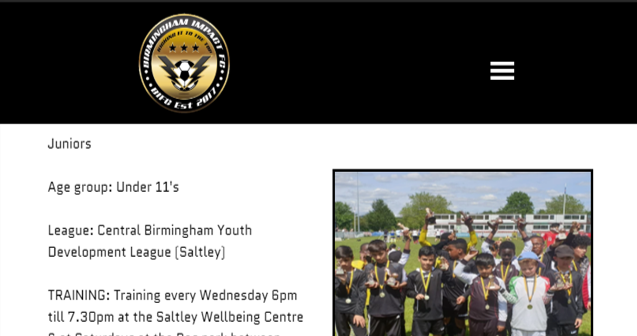 BIRMINGHAM IMPACT FC
BIFC Est 2017
Juniors
Age group: Under 11's
League: Central Birmingham Youth
Development League (Saltley)
TRAINING: Training every Wednesday 6pm
till 7.30pm at the Saltley Wellbeing Centre